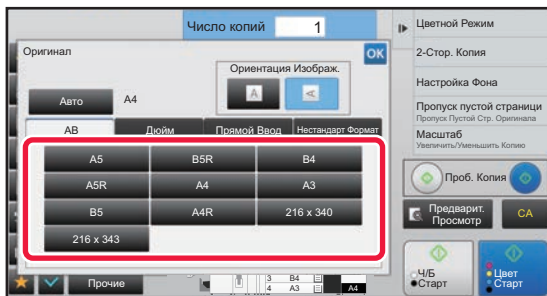 Число копий 1
Оригинал
OK
Ориентация Изображ.
A A
Авто A4
AB Дюйм Прямой Ввод Нестандарт Формат
A5 B5R B4
A5R A4 A3
B5 A4R 216 x 340
216 x 343
Прочие
3 B4
4 A3 A4
Цветной Режим
2-Стор. Копия
Настройка Фона
Пропуск пустой страници
Пропуск Пустой Стр. Оригинала
Масштаб
Увеличить/Уменьшить Копию
Проб. Копия
Предварит.
Просмотр
CA
Ч/Б
Старт
Цвет
Старт